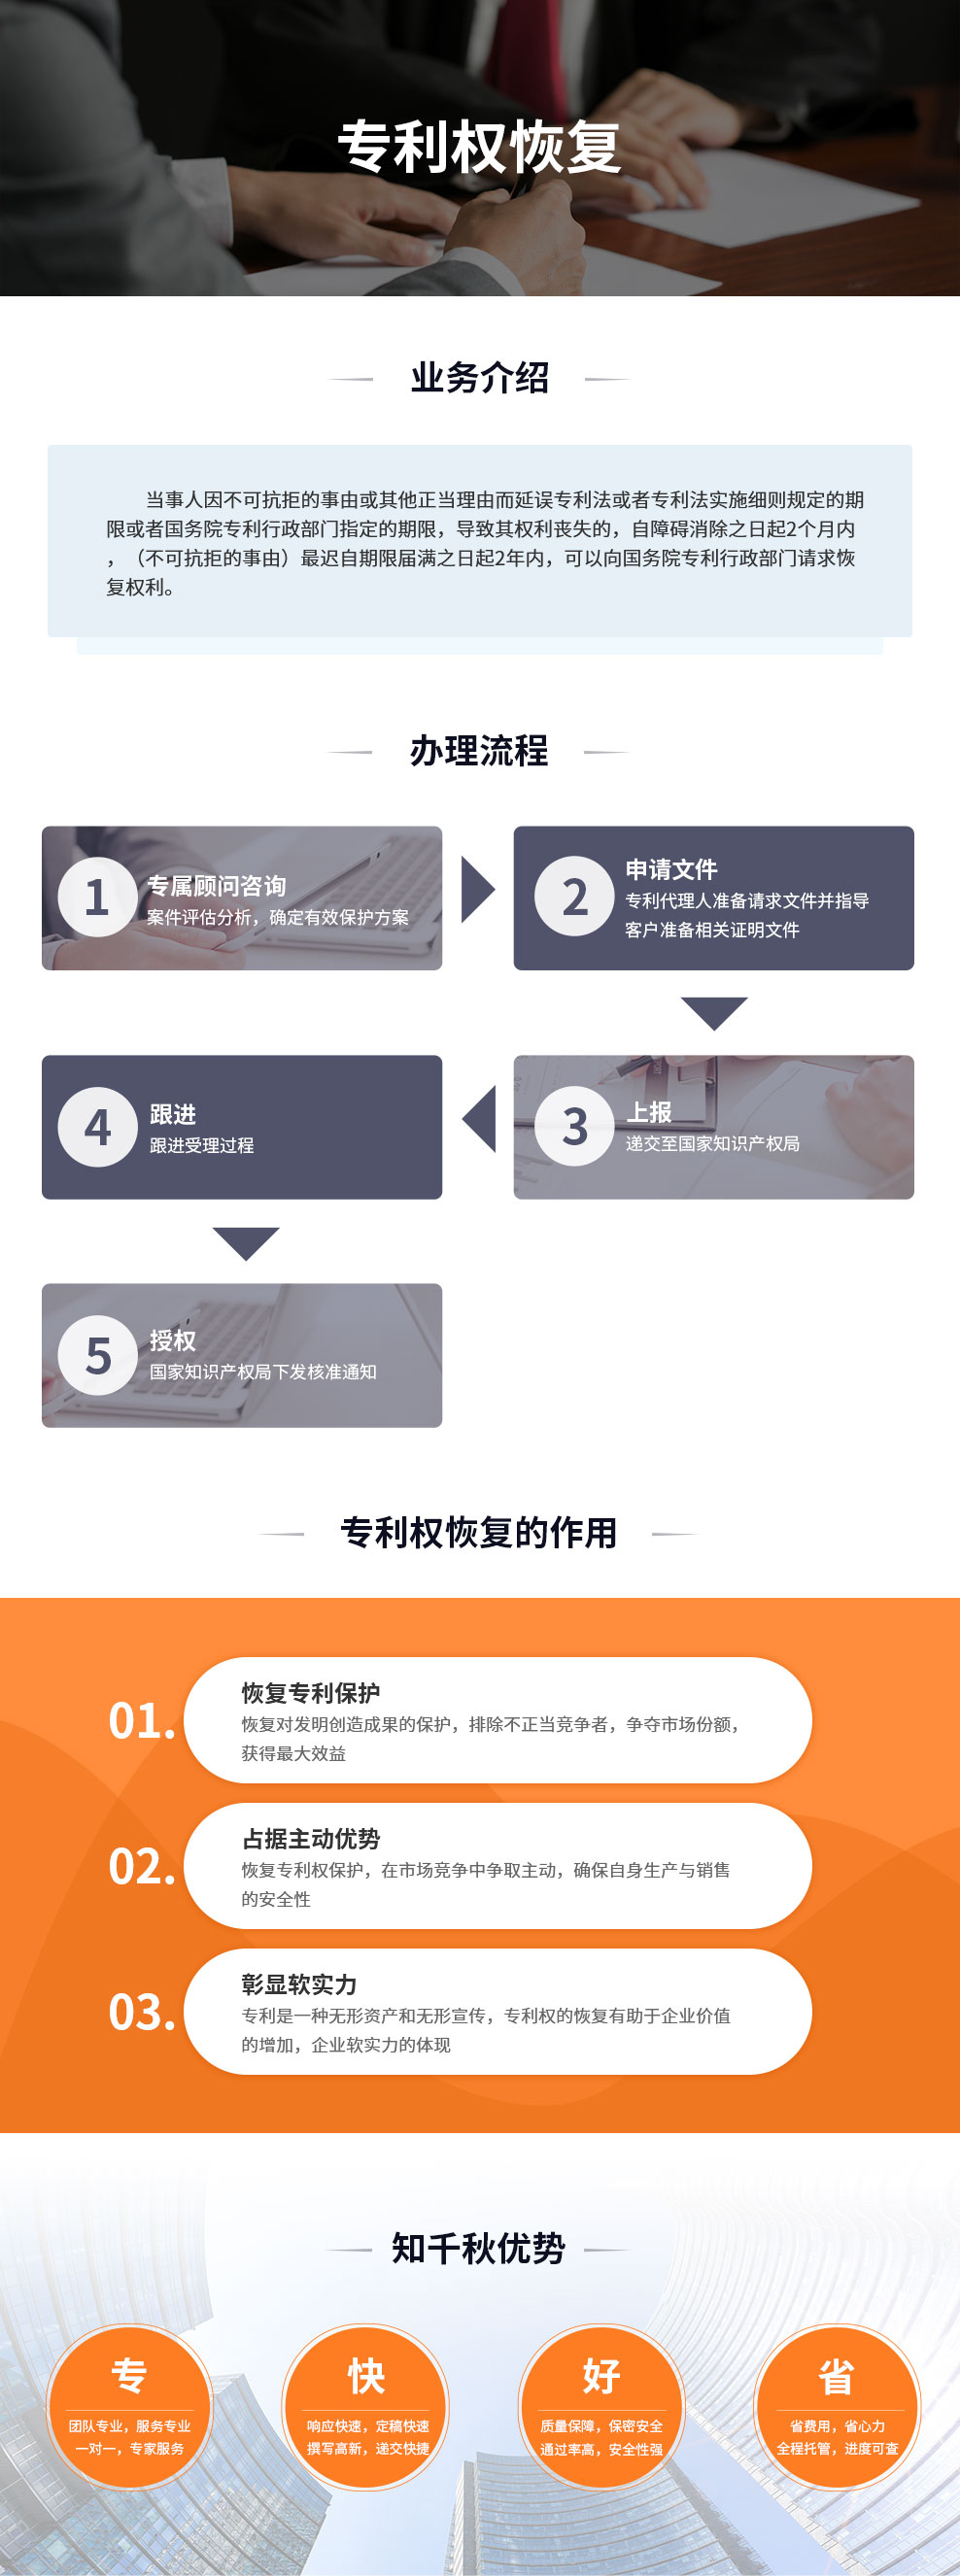 专利权恢复
业务介绍
当事人因不可抗拒的事由或其他正当理由而延误专利法或者专利法实施细则规定的期
限或者国务院专利行政部门指定的期限，导致其权利丧失的，自障碍消除之日起2个月内
，（不可抗拒的事由）最迟自期限届满之日起2年内，可以向国务院专利行政部门请求恢
复权利。
办理流程
1
专属顾问咨询
案件评估分析，确定有效保护方案
2
申请文件
专利代理人准备请求文件并指导
客户准备相关证明文件
3
上报
递交至国家知识产权局
4
跟进
跟进受理过程
5
授权
国家知识产权局下发核准通知
专利权恢复的作用
01.
恢复专利保护
恢复对发明创造成果的保护，排除不正当竞争者，争夺市场份额，
获得最大效益
02.
占据主动优势
恢复专利权保护，在市场竞争中争取主动，确保自身生产与销售
的安全性
03.
彰显软实力
专利是一种无形资产和无形宣传，专利权的恢复有助于企业价值
的增加，企业软实力的体现
知千秋优势
专
团队专业，服务专业
一对一，专家服务
快
响应快速，定稿快速
撰写高新，递交快捷
好
质量保障，保密安全
通过率高，安全性强
省
省费用，省心力
全程托管，进度可查